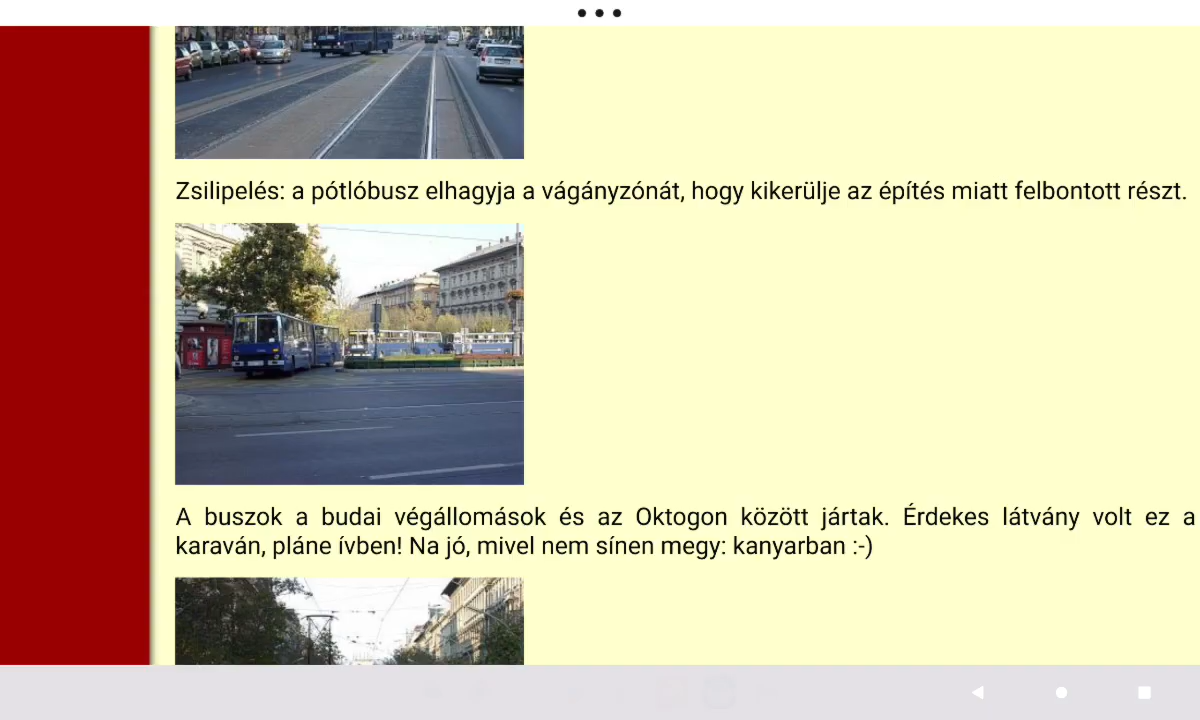 Zsilipelés: a pótlóbusz elhagyja a vágányzónát, hogy kikerülje az építés miatt felbontott részt.
A buszok a budai végállomások és az Oktogon között jártak. Érdekes látvány volt ez a
karaván, pláne ívben! Na jó, mivel nem sínen megy: kanyarban :-)